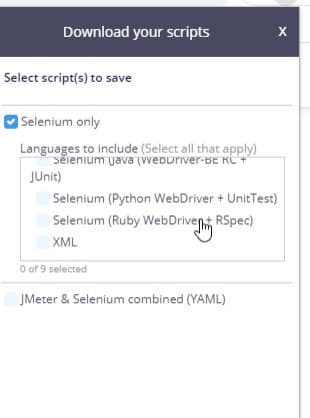 Download your scripts X
Select script(s) to save
Selenium only
Languages to include (Select all that apply)
Selenium (Java (WebDriver-BE RC +
JUnit)
Selenium (Python WebDriver + UnitTest)
Selenium (Ruby WebDriver + RSpec)
XML
0 of 9 selected
JMeter & Selenium combined (YAML)